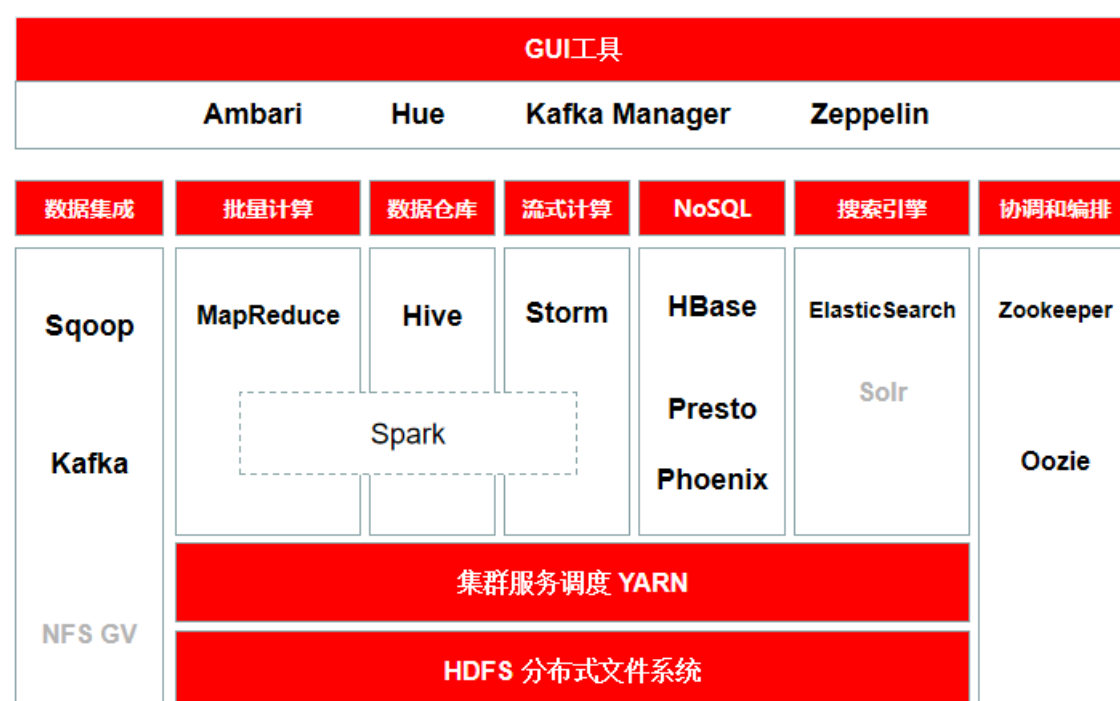 GUI工具
Ambari Hue Kafka Manager Zeppelin
数据集成 批量计算 数据仓库 流式计算 NoSQL 搜索引擎 协调和编排
Sqoop
Kafka
NFS GV
MapReduce
Hive
Storm
Spark
HBase
Presto
Phoenix
ElasticSearch
Solr
Zookeeper
Oozie
集群服务调度 YARN
HDFS 分布式文件系统